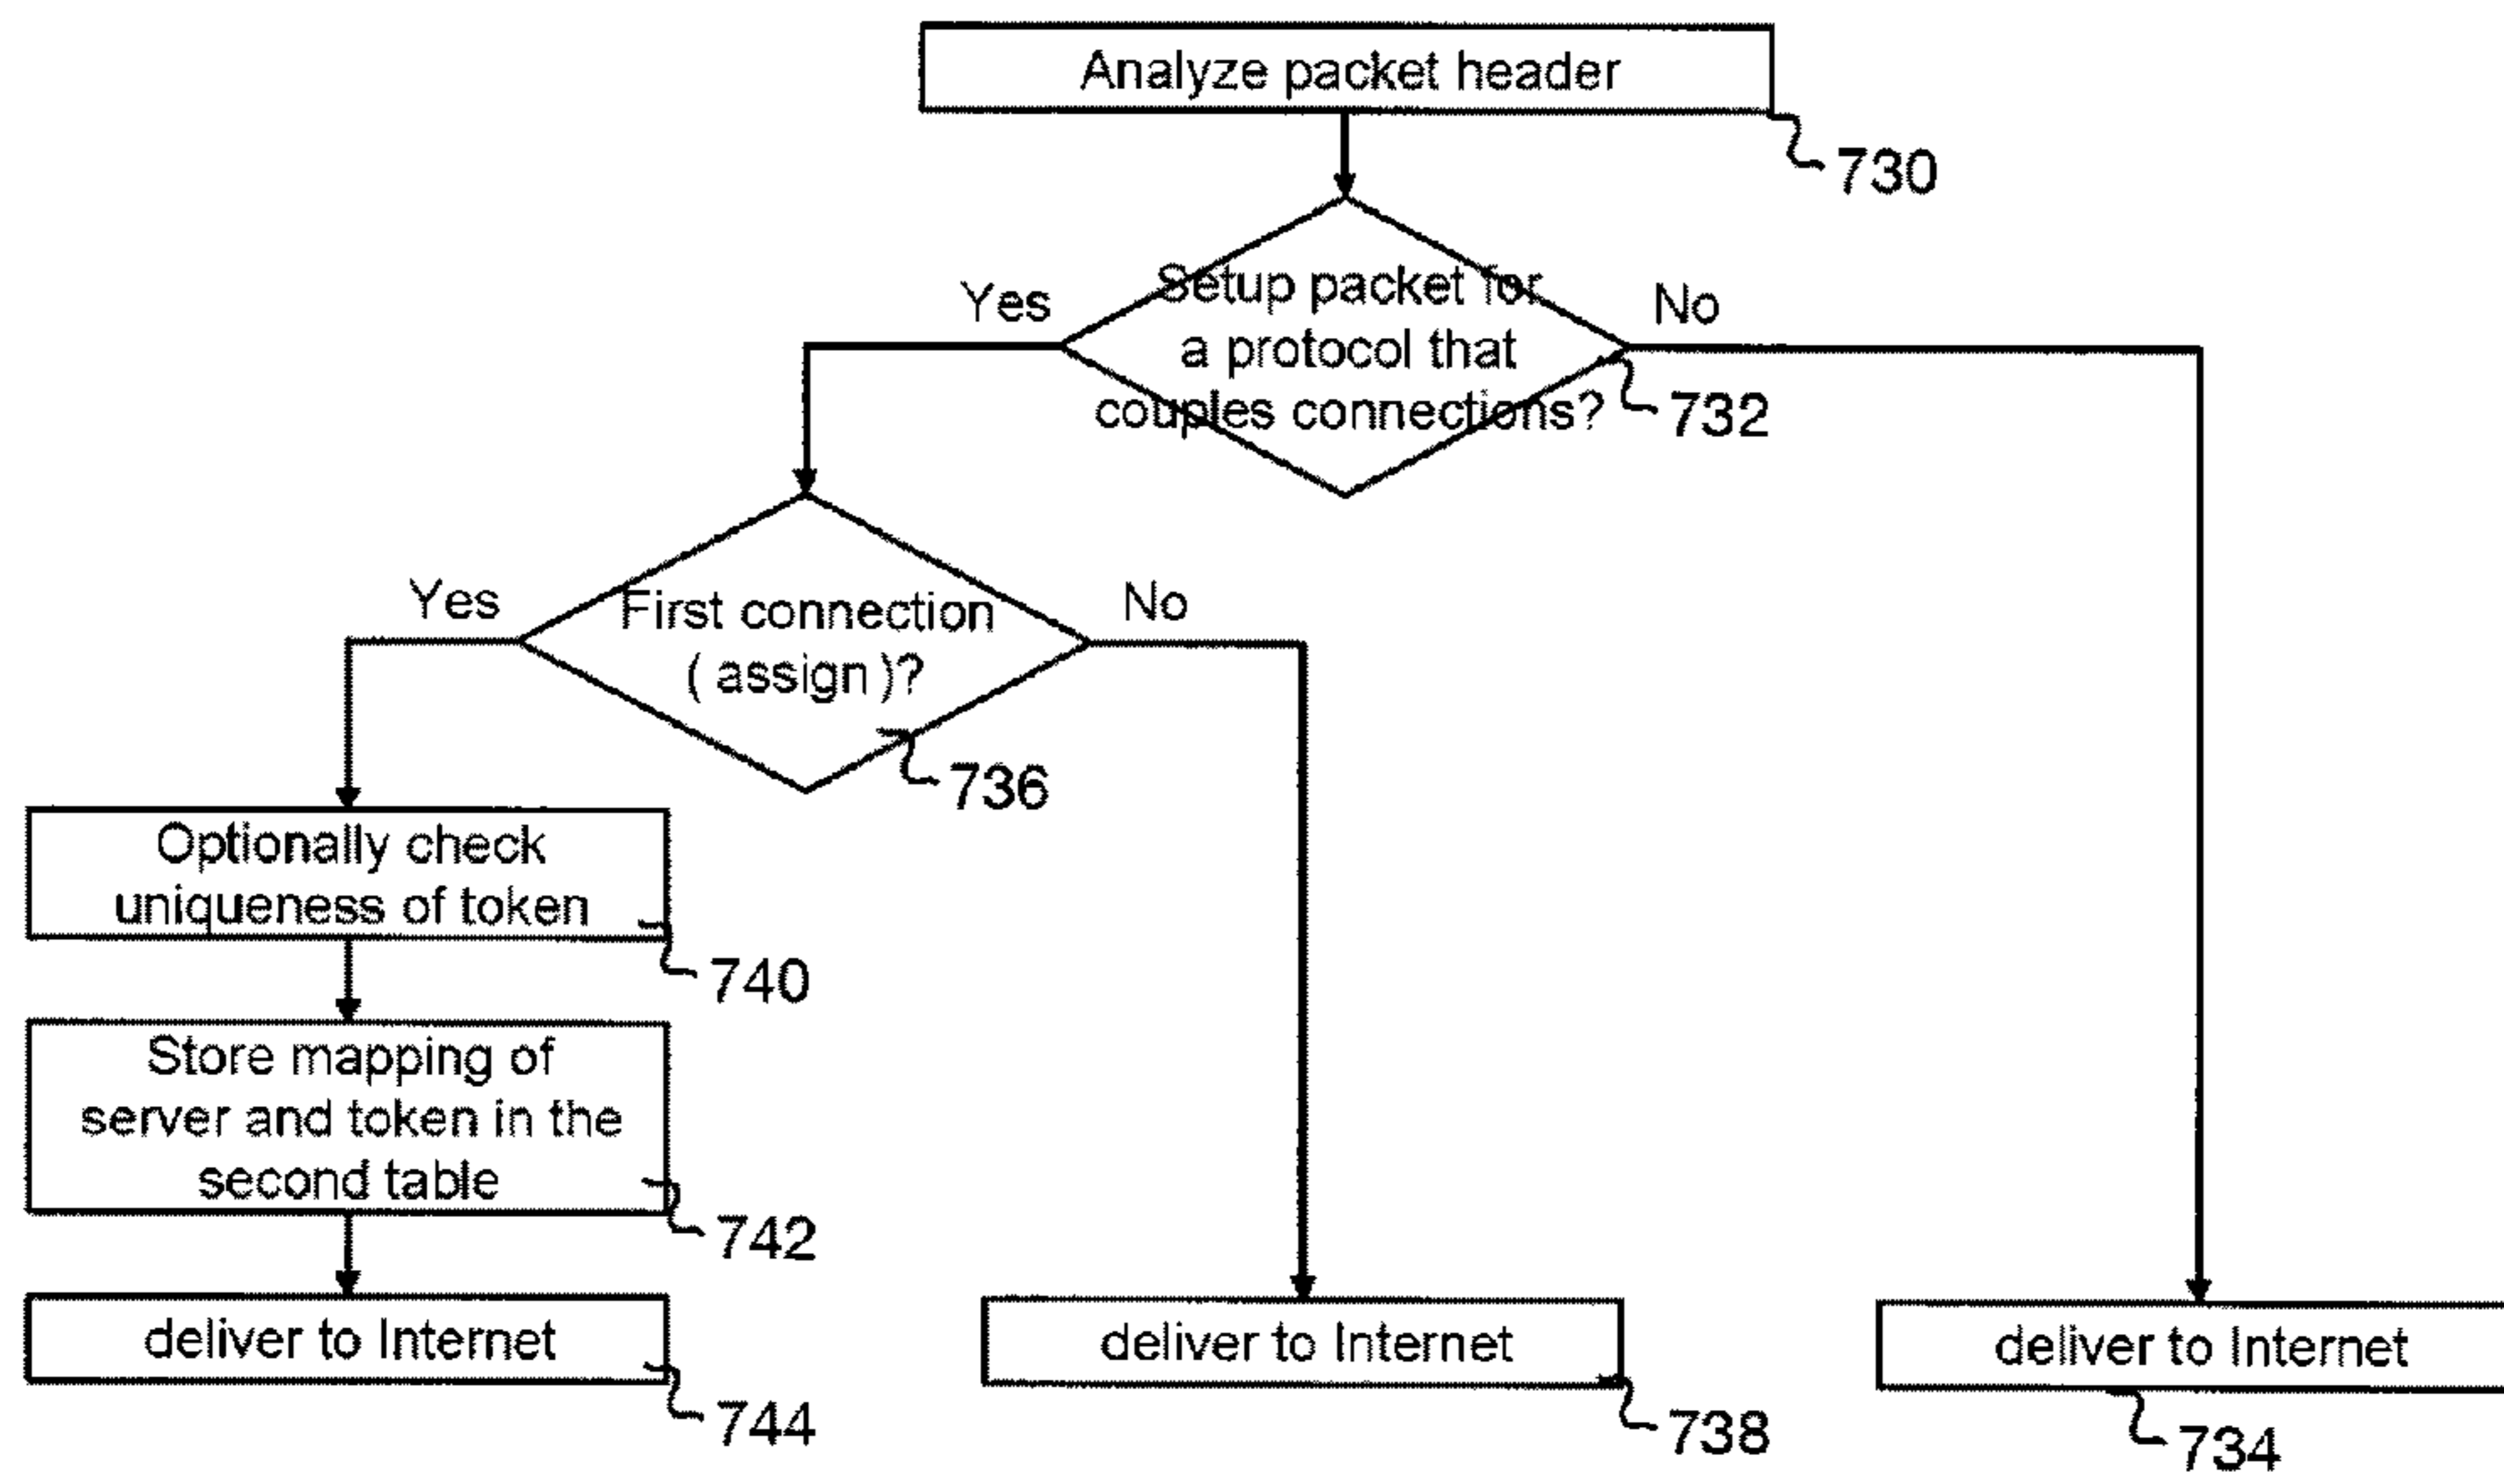 Analyze packet header
730
Setup packet for
a protocol that
couples connections?
Yes
No
732
First connection
( assign )?
Yes
No
736
Optionally check
uniqueness of token
740
Store mapping of
server and token in the
second table
742
deliver to Internet
744
deliver to Internet
738
deliver to Internet
734